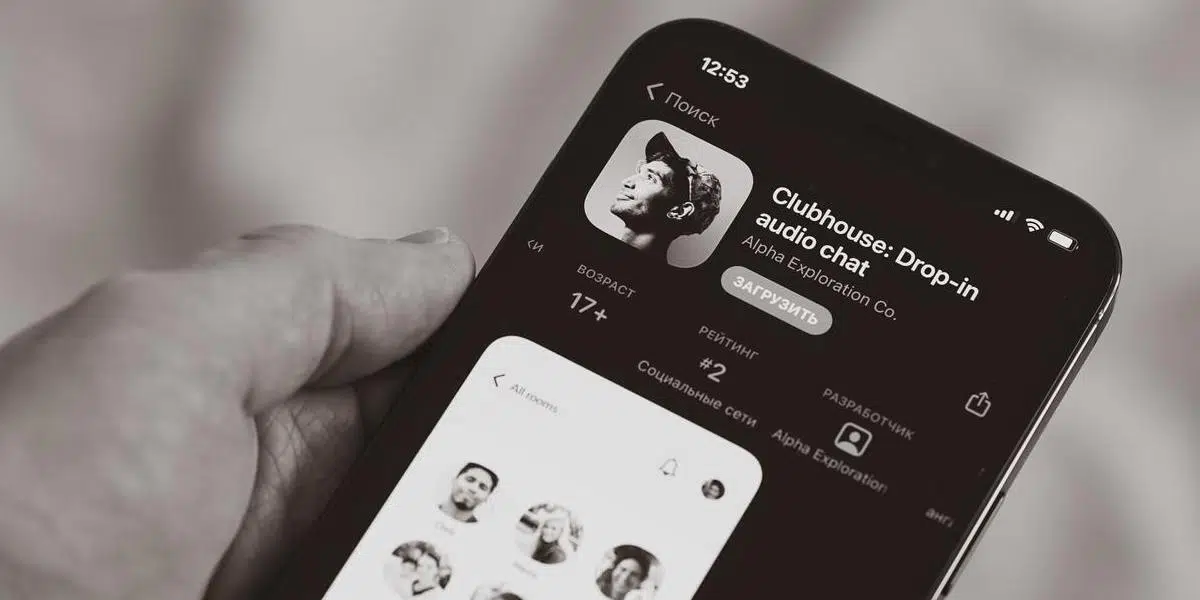 12:53
Поиск
Clubhouse: Drop-in
audio chat
Alpha Exploration Co.
ЗАГРУЗИТЬ
ки
ВОЗРАСТ
17+
РЕЙТИНГ
#2
Социальные сети
РАЗРАБОТЧИК
Alpha Exploration
англ
All rooms